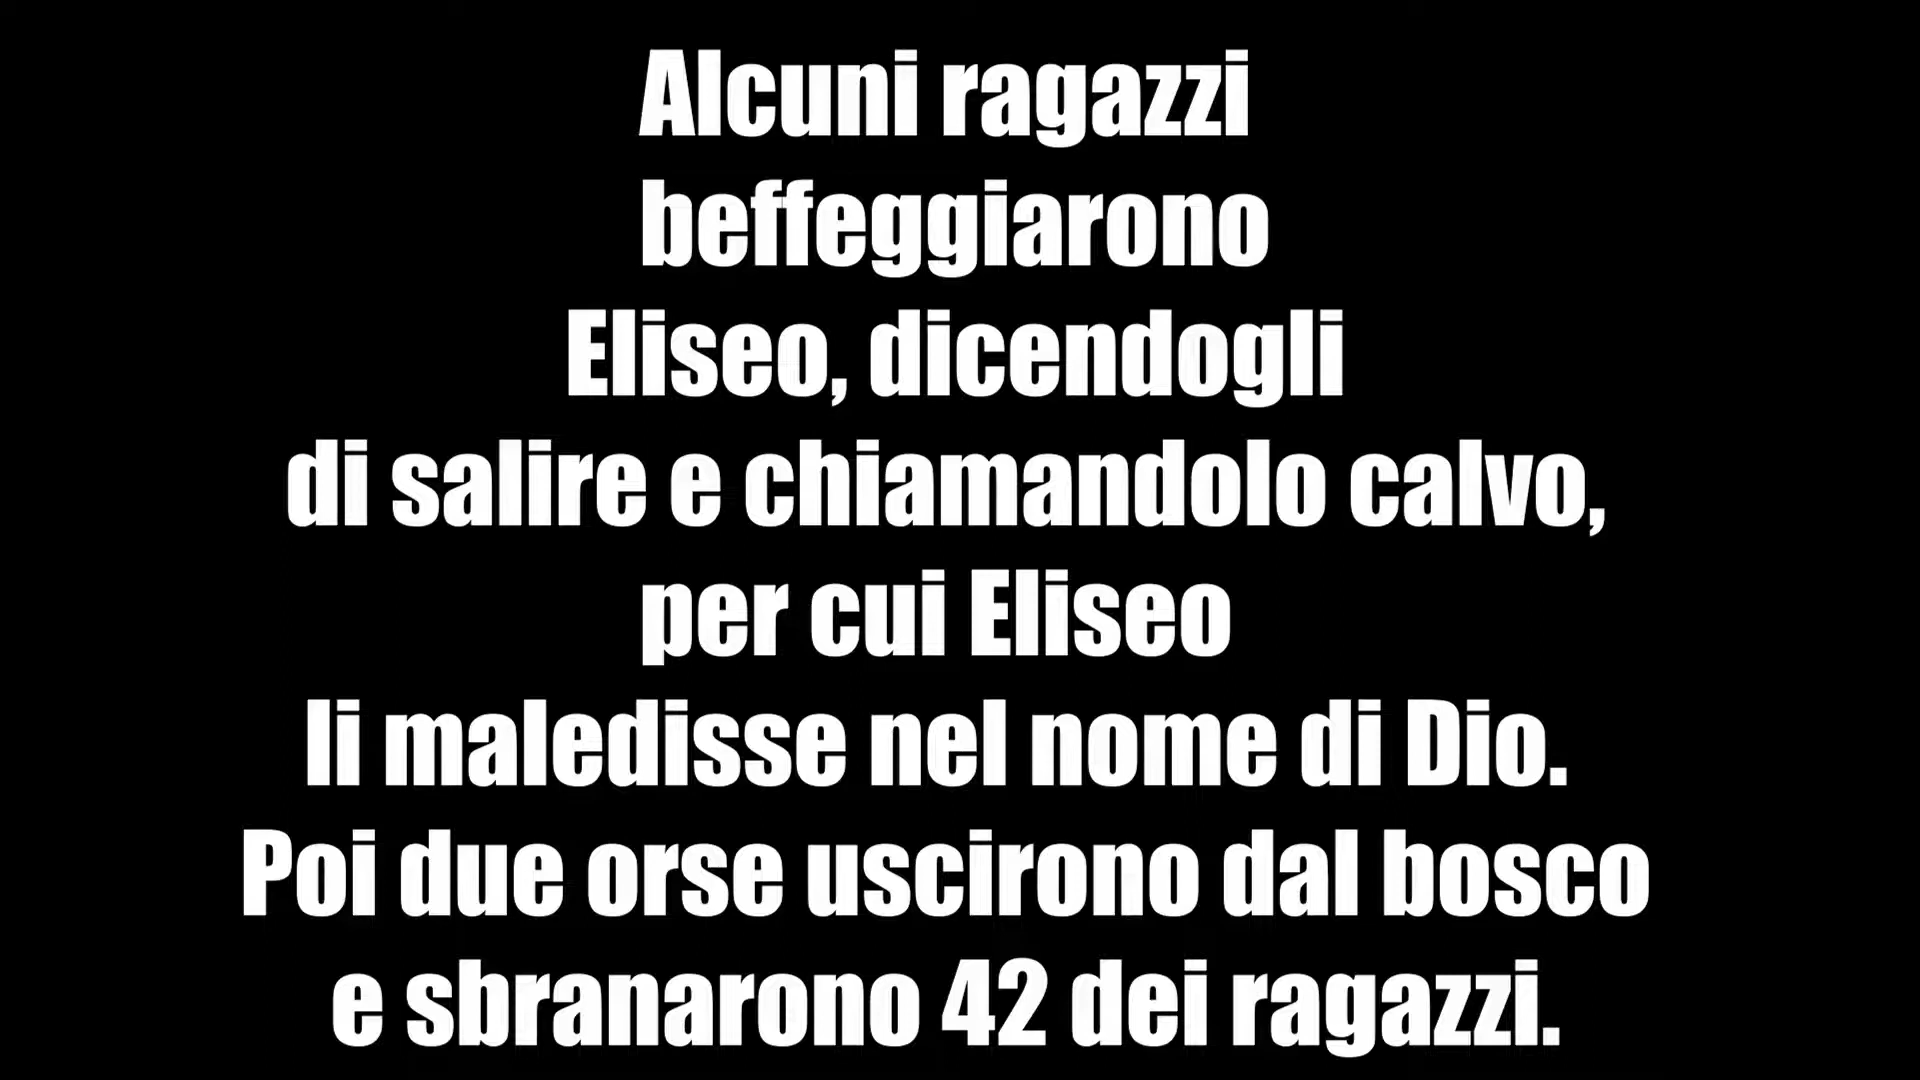 Alcuni ragazzi
beffeggiarono
Eliseo, dicendogli
di salire e chiamandolo calvo,
per cui Eliseo
li maledisse nel nome di Dio.
Poi due orse uscirono dal bosco
e sbranarono 42 dei ragazzi.